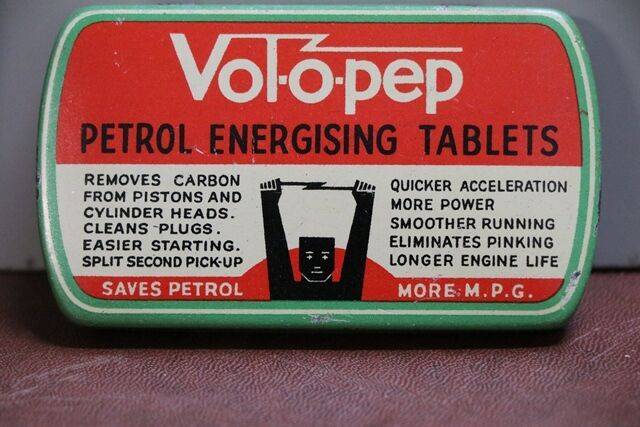 Vol-o-pep
PETROL ENERGISING TABLETS
REMOVES CARBON
FROM PISTONS AND
CYLINDER HEADS.
CLEANS PLUGS.
EASIER STARTING.
SPLIT SECOND PICK-UP
SAVES PETROL
QUICKER ACCELERATION
MORE POWER
SMOOTHER RUNNING
ELIMINATES PINKING
LONGER ENGINE LIFE
MORE M.P.G.